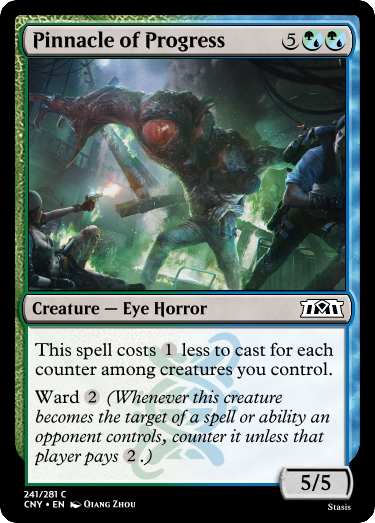 Pinnacle of Progress 5
Creature — Eye Horror
This spell costs 1 less to cast for each
counter among creatures you control.
Ward 2 (Whenever this creature
becomes the target of a spell or ability an
opponent controls, counter it unless that
player pays 2.)
5/5
241/281 C
CNY • EN Qiang Zhou
Stasis